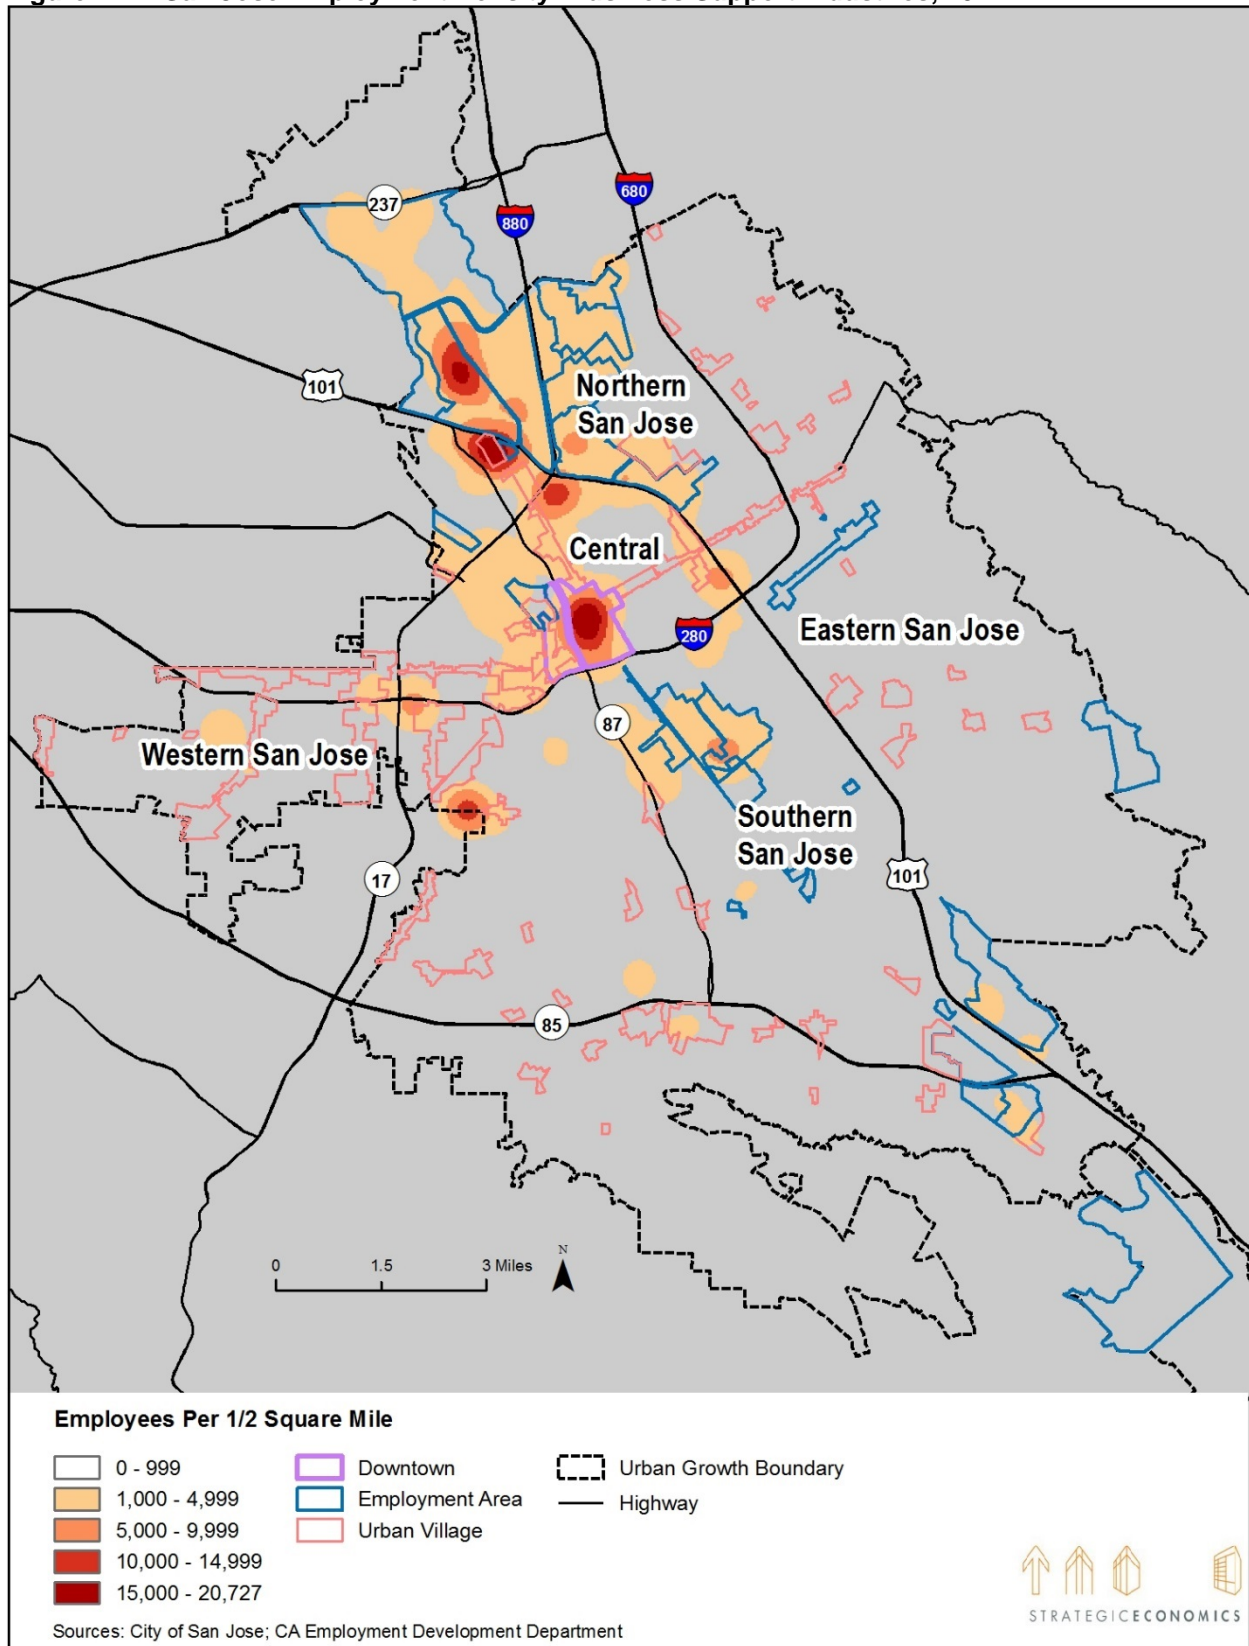 237
680
880
101
Northern
San Jose
Central
280
Eastern San Jose
87
Western San Jose
Southern
San Jose
17
101
85
0 1.5 3 Miles
N
Employees Per 1/2 Square Mile
0 - 999
1,000 - 4,999
5,000 - 9,999
10,000 - 14,999
15,000 - 20,727
Downtown
Employment Area
Urban Village
Urban Growth Boundary
Highway
STRATEGICECONOMICS
Sources: City of San Jose; CA Employment Development Department